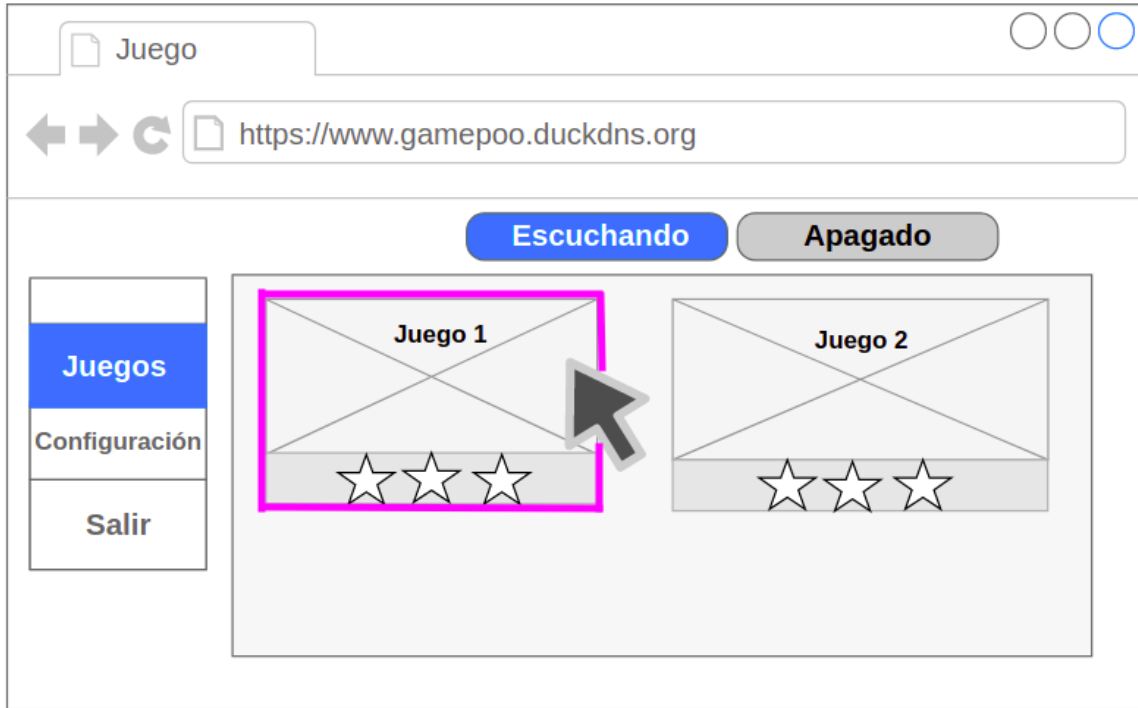 Juego
https://www.gamepoo.duckdns.org
Escuchando
Apagado
Juegos
Configuración
Salir
Juego 1
Juego 2